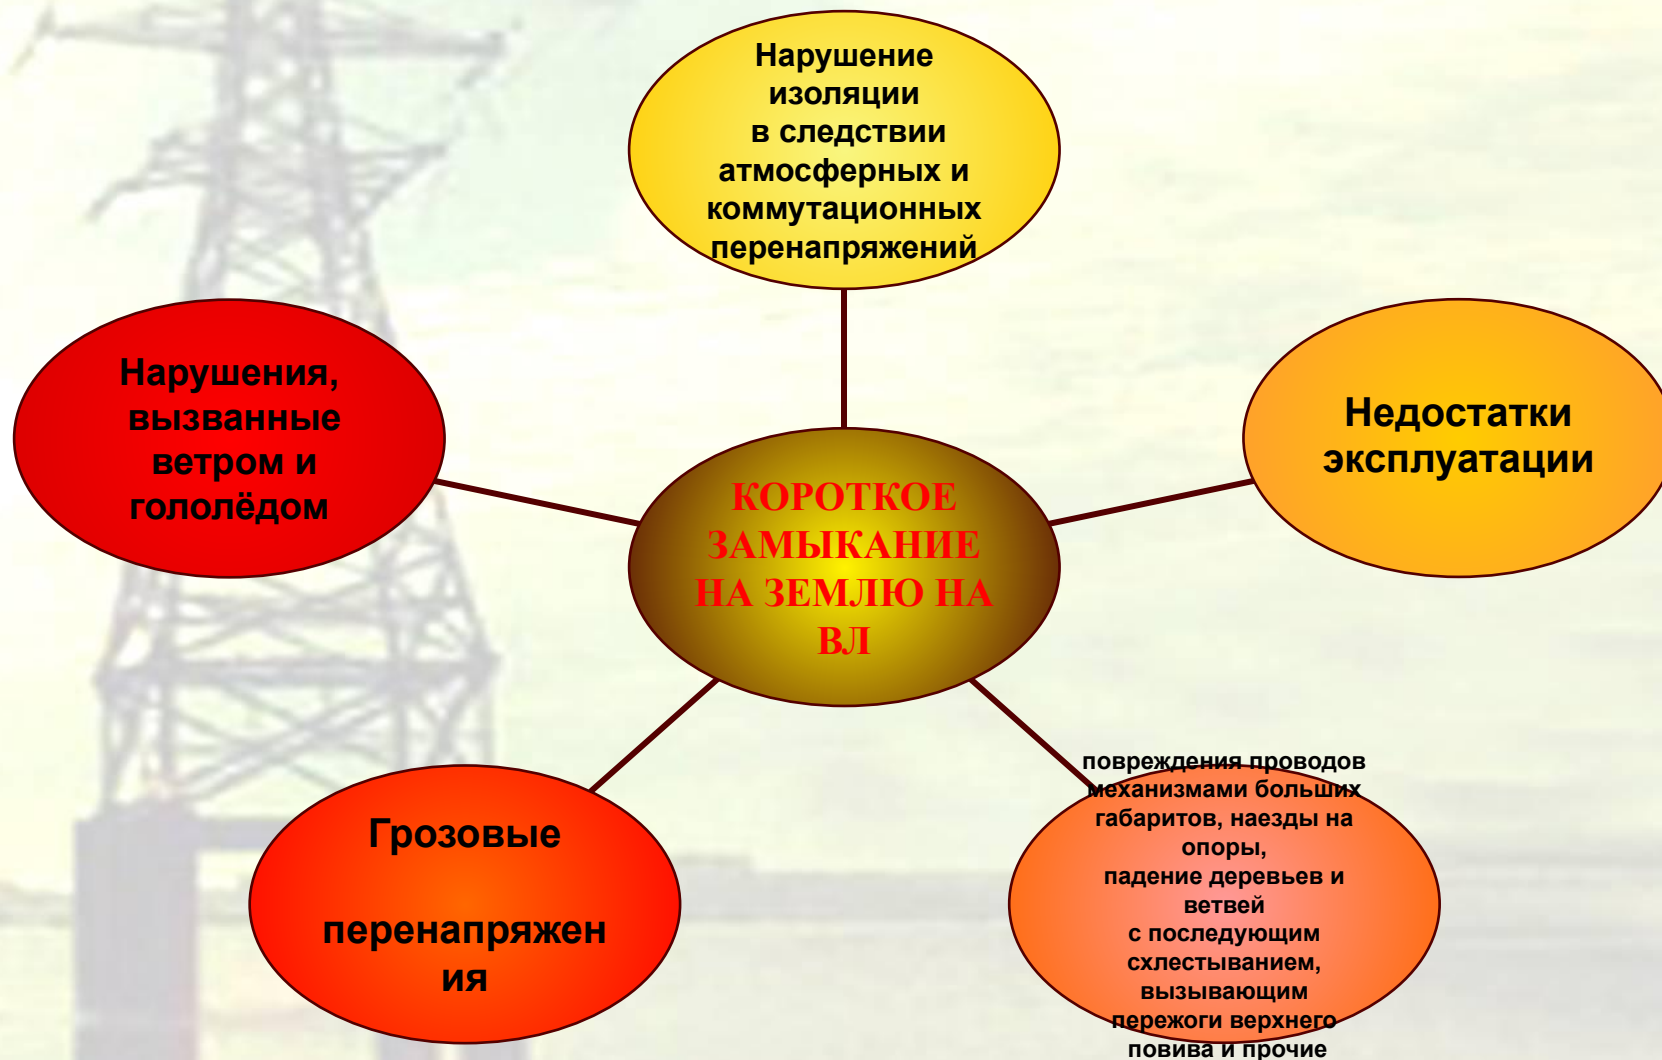 Нарушение
изоляции
в следствии
атмосферных и
коммутационных
перенапряжений
Нарушения,
вызванные
ветром и
гололёдом
Недостатки
эксплуатации
КОРОТКОЕ
ЗАМЫКАНИЕ
НА ЗЕМЛЮ НА
ВЛ
Грозовые
перенапряжен
ия
повреждения проводов
механизмами больших
габаритов, наезды на
опоры,
падение деревьев и
ветвей
с последующим
схлестыванием,
вызывающим
пережоги верхнего
повива и прочие